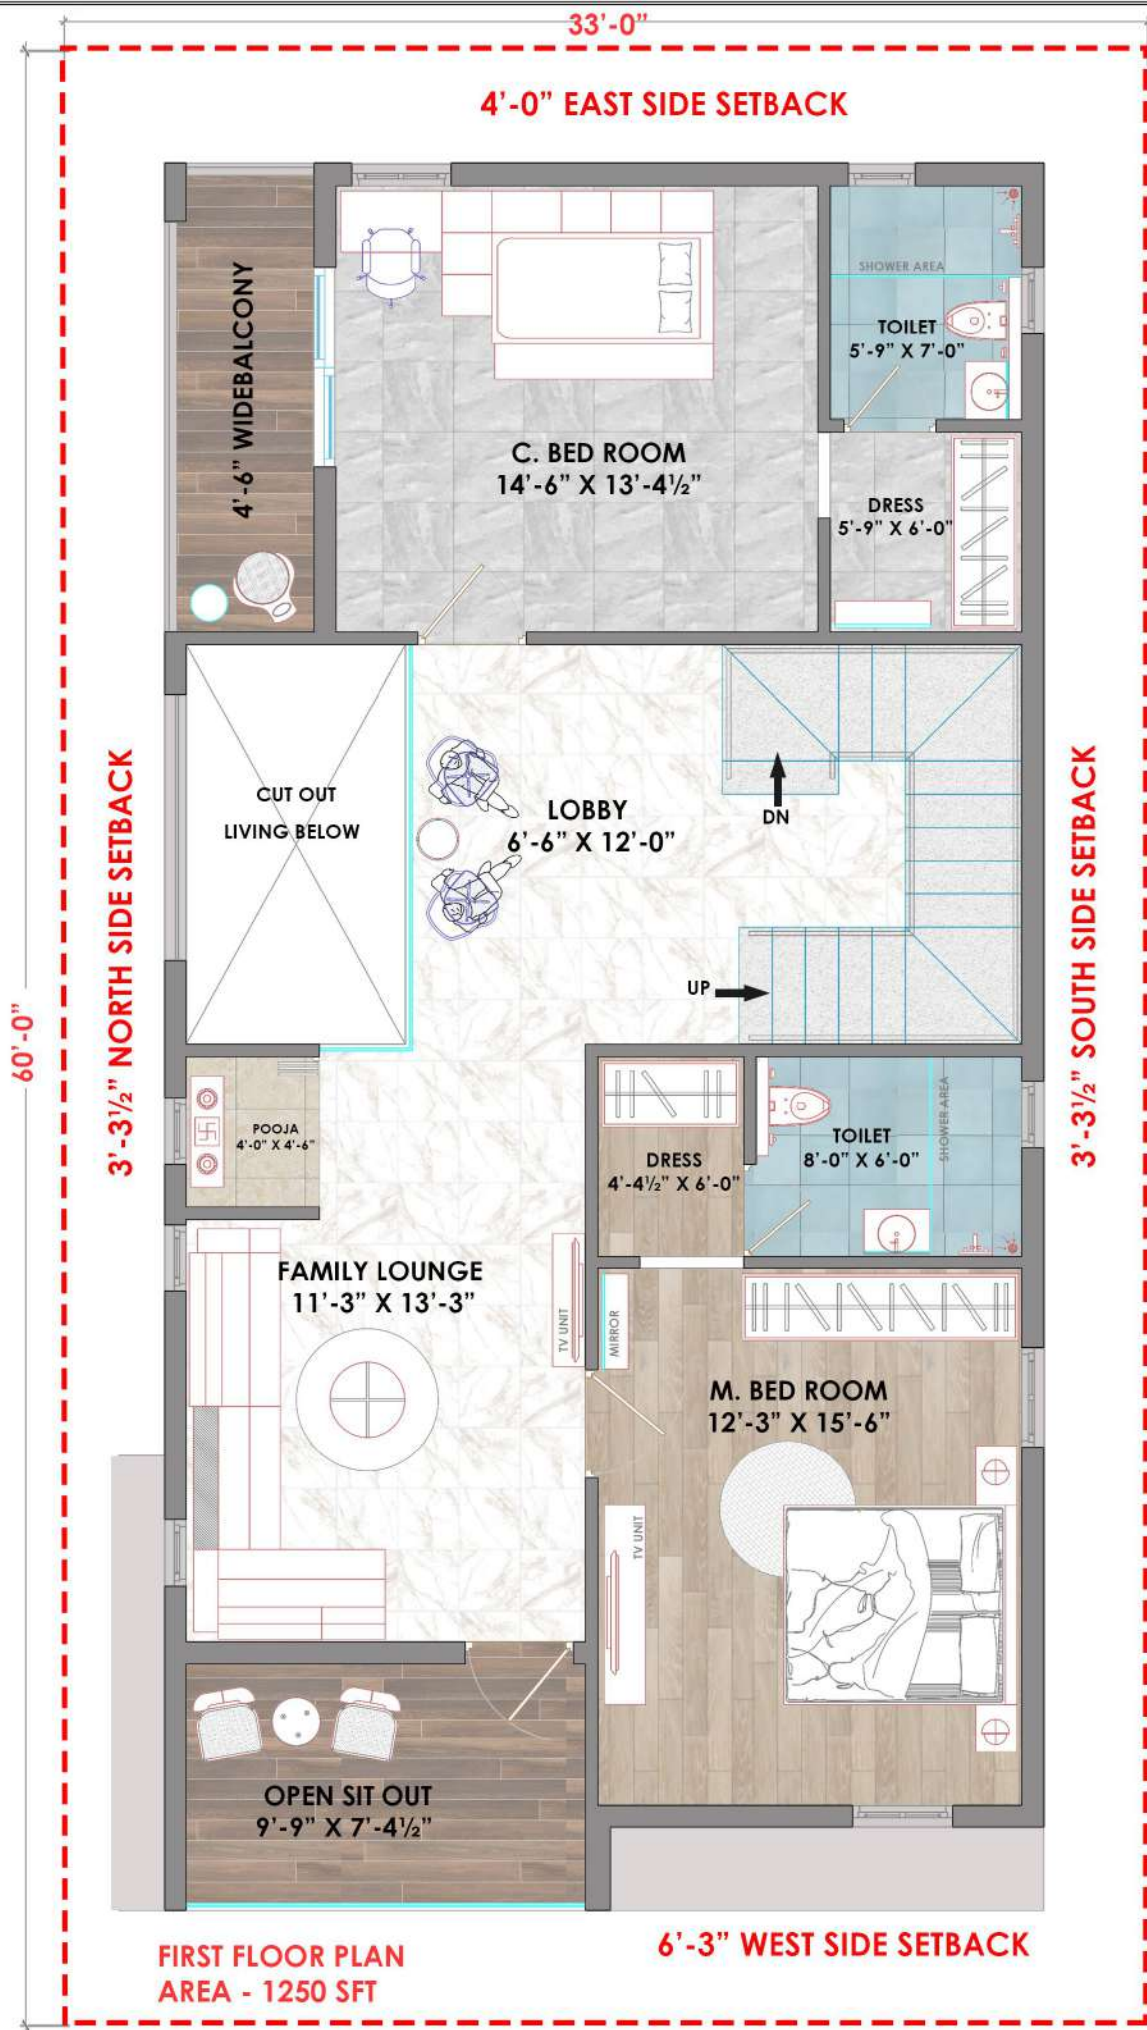 33’-0”
4’-0” EAST SIDE SETBACK
4’-6” WIDEBALCONY
SHOWER AREA
TOILET
5’-9” X 7’-0”
C. BED ROOM
14’-6” X 13’-4½”
DRESS
5’-9” X 6’-0”
60’-0”
3’-3½” NORTH SIDE SETBACK
CUT OUT
LIVING BELOW
LOBBY
6’-6” X 12’-0”
DN
UP
3’-3½” SOUTH SIDE SETBACK
POOJA
4’-0” X 4’-6”
DRESS
4’-4½” X 6’-0”
TOILET
8’-0” X 6’-0”
SHOWER AREA
FAMILY LOUNGE
11’-3” X 13’-3”
TV UNIT
MIRROR
M. BED ROOM
12’-3” X 15’-6”
TV UNIT
OPEN SIT OUT
9’-9” X 7’-4½”
6’-3” WEST SIDE SETBACK
FIRST FLOOR PLAN
AREA - 1250 SFT